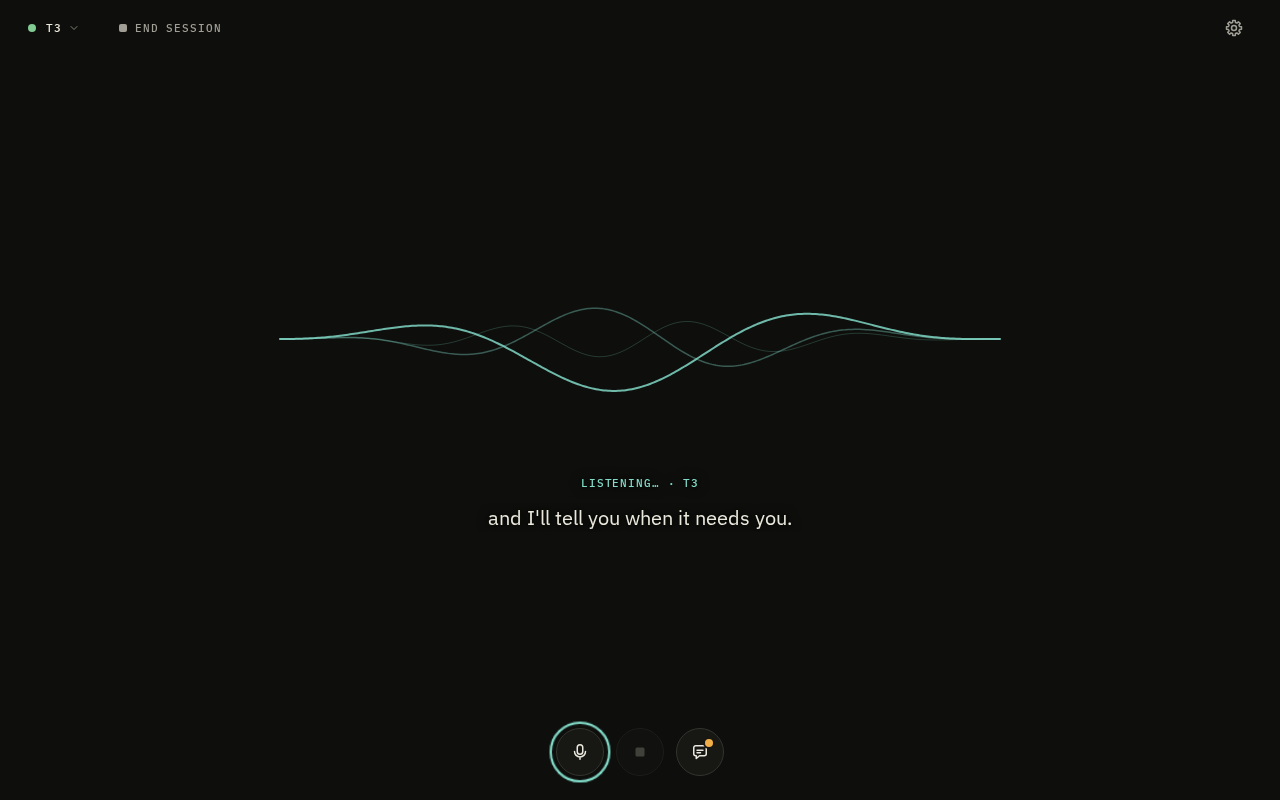 T3
END SESSION
LISTENING… · T3
and I'll tell you when it needs you.